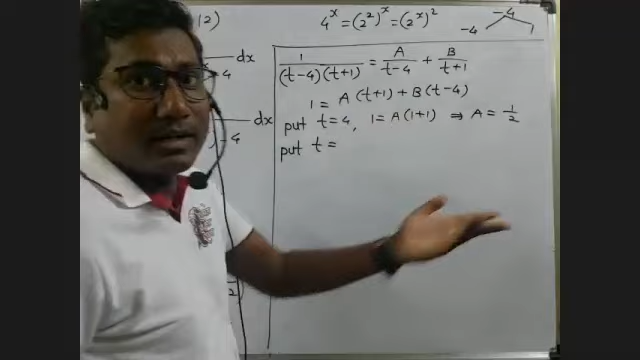 12)
4^x = (2^2)^x = (2^x)^2
-4
-4 1
dx
4
1/((t-4)(t+1)) = A/(t-4) + B/(t+1)
1 = A(t+1) + B(t-4)
dx
-4
put t=4, 1=A(1+1) ⇒ A = 1/2
put t =
2)